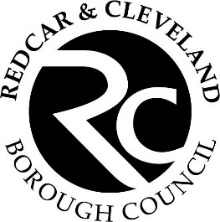 REDCAR & CLEVELAND
RC
BOROUGH COUNCIL